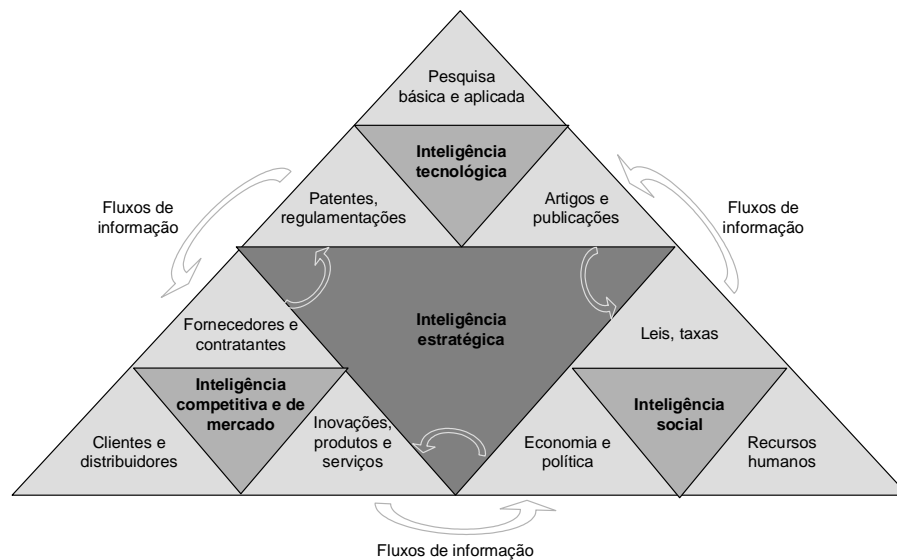 Pesquisa
básica e aplicada
Inteligência
tecnológica
Patentes,
regulamentações
Artigos e
publicações
Fluxos de
informação
Fluxos de
informação
Fornecedores e
contratantes
Inteligência
estratégica
Leis, taxas
Inteligência
competitiva e de
mercado
Clientes e
distribuidores
Inovações,
produtos e
serviços
Economia e
política
Inteligência
social
Recursos
humanos
Fluxos de informação